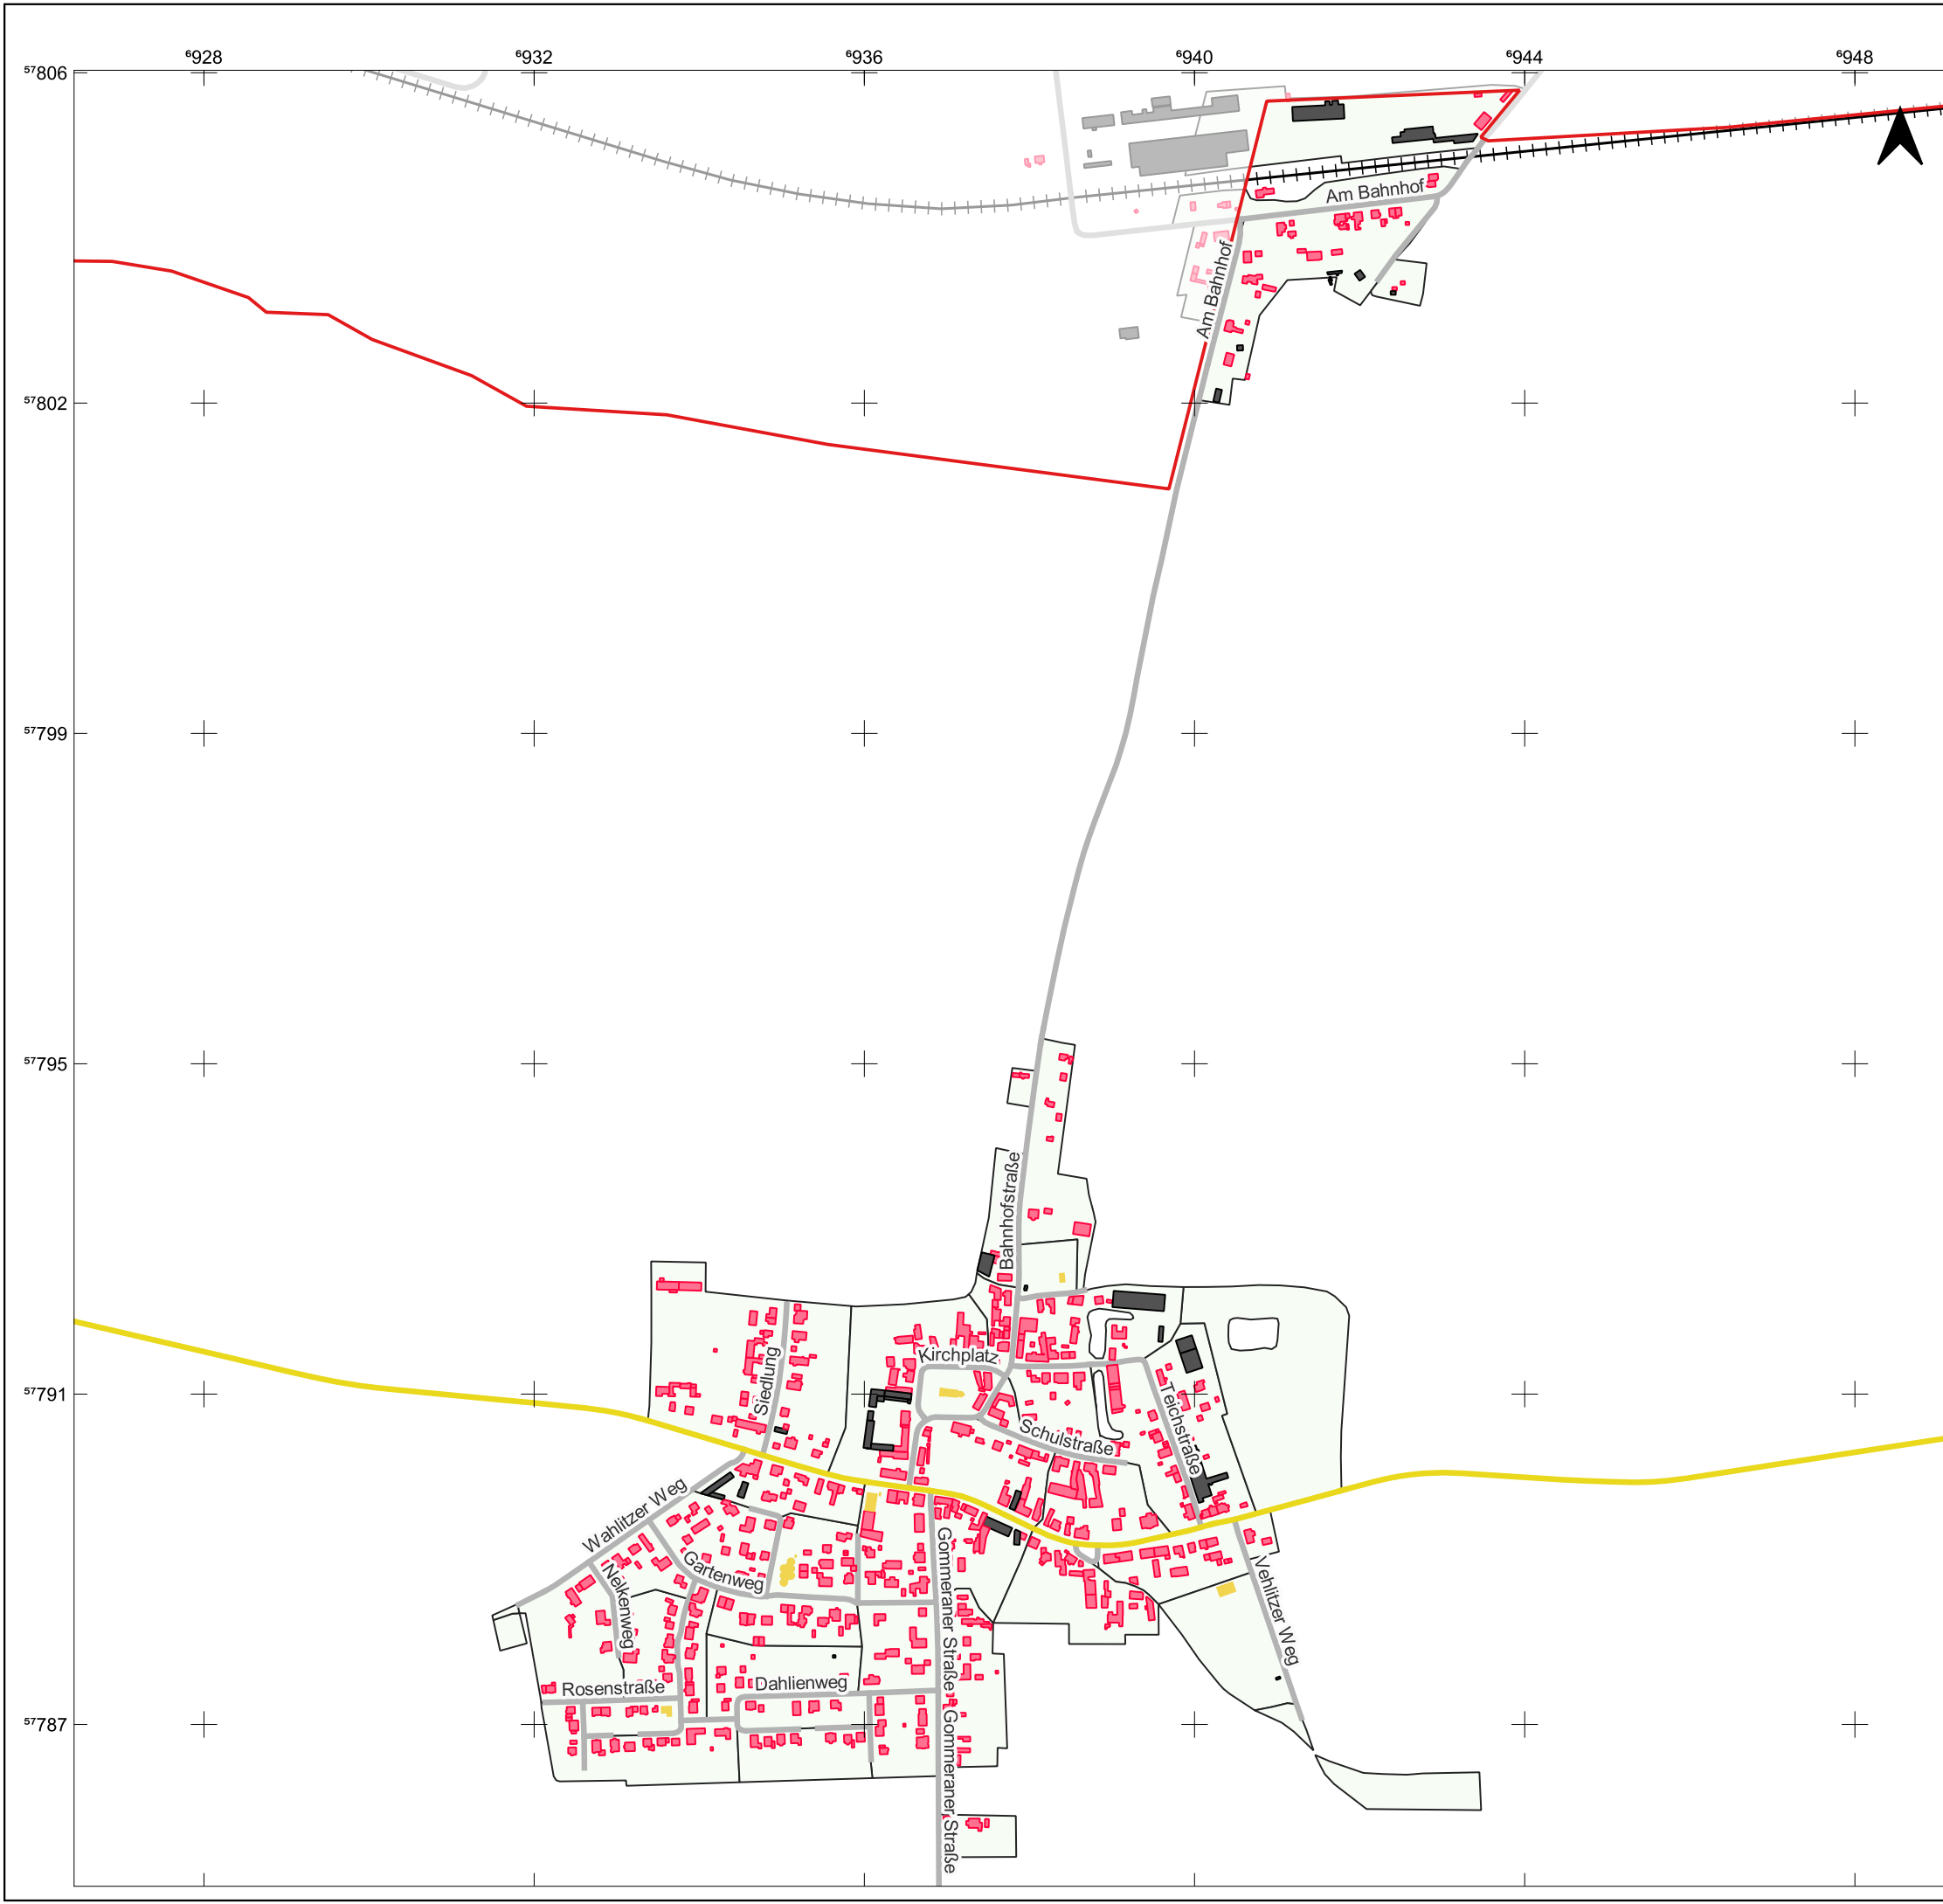 ⁶928 ⁶932 ⁶936 ⁶940 ⁶944 ⁶948
⁵⁷806
Am Bahnhof
Am Bahnhof
⁵⁷802
⁵⁷799
⁵⁷795
Bahnhofstraße
Kirchplatz
Siedlung
⁵⁷791
Teichstraße
Schulstraße
Wahlitzer Weg
Gartenweg
Nelkenweg
Gommeraner Straße
Vehlitzer Weg
Rosenstraße
Dahlienweg
⁵⁷787
Gommeraner Straße